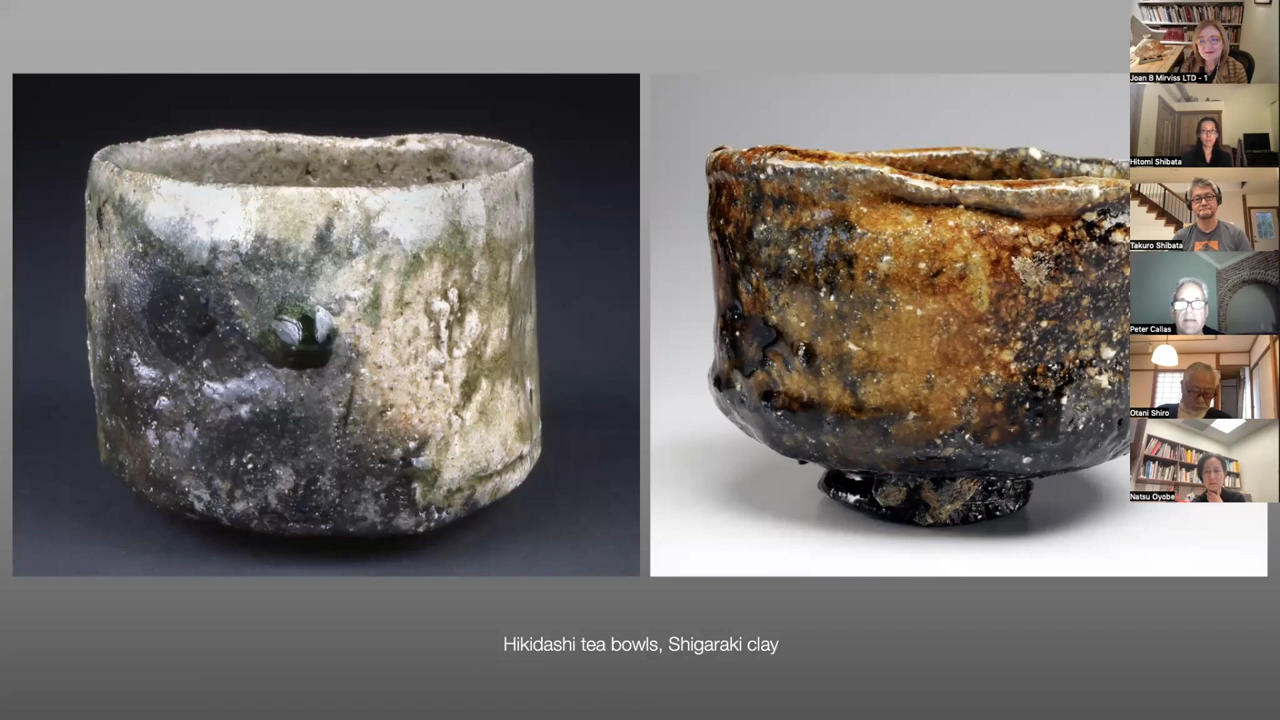 Joan B Mirviss LTD - 1
Hitomi Shibata
Takuro Shibata
Peter Callas
Otani Shiro
Natsu Oyobe
Hikidashi tea bowls, Shigaraki clay